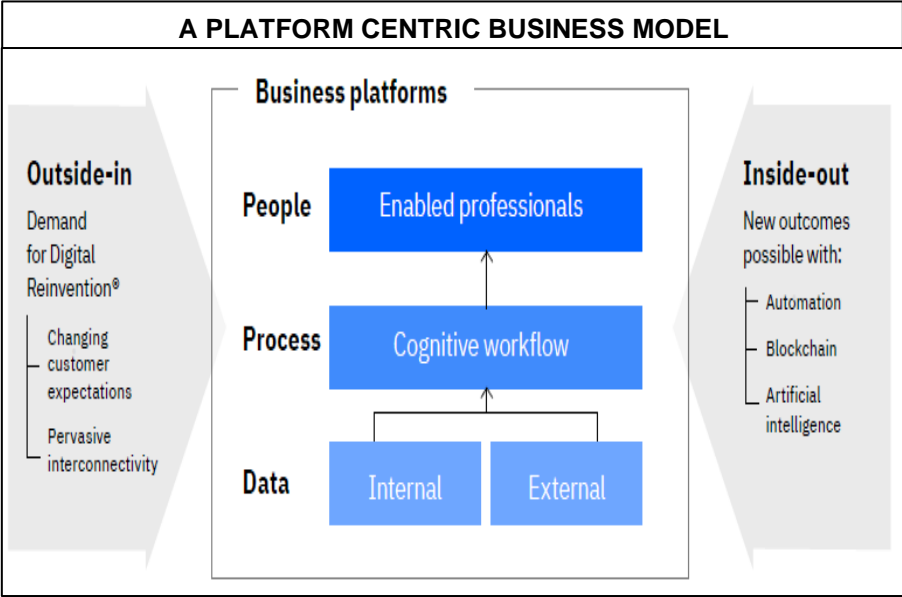 A PLATFORM CENTRIC BUSINESS MODEL
Outside-in
Demand
for Digital
Reinvention®
Changing
customer
expectations
Pervasive
interconnectivity
Business platforms
People
Enabled professionals
Process
Cognitive workflow
Data
Internal
External
Inside-out
New outcomes
possible with:
Automation
Blockchain
Artificial
intelligence